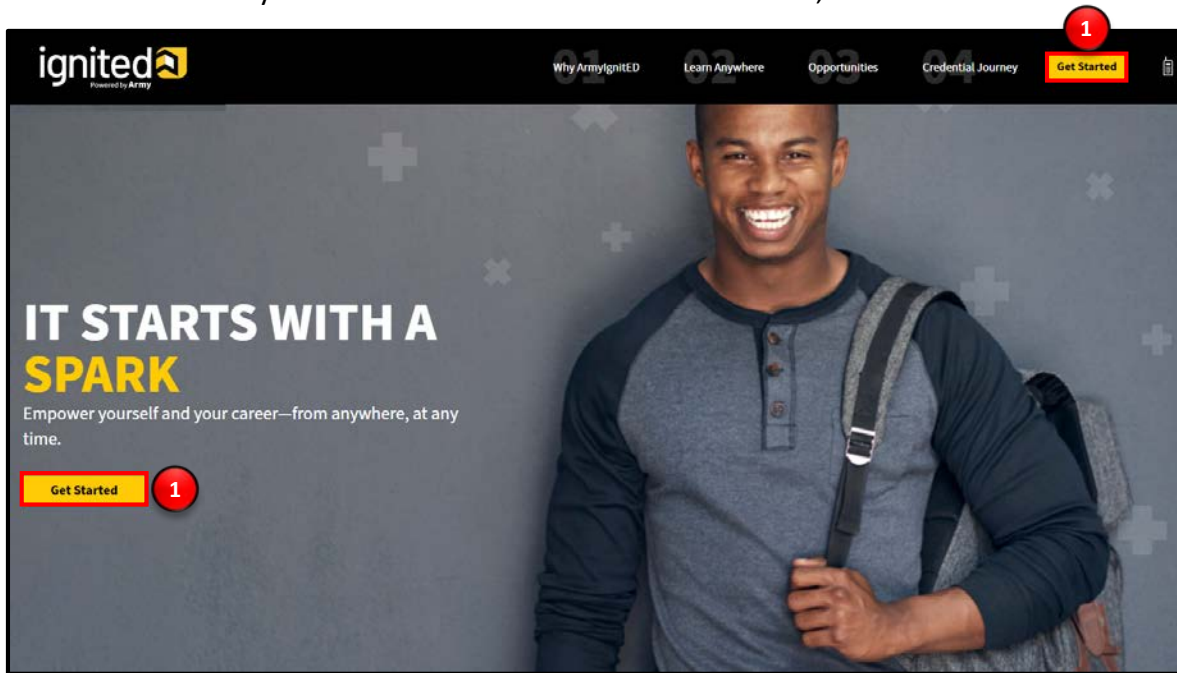 1
ignited
Powered by Army
01 02 03 04
Why ArmyIgnitED Learn Anywhere Opportunities Credential Journey Get Started
IT STARTS WITH A
SPARK
Empower yourself and your career—from anywhere, at any
time.
Get Started 1